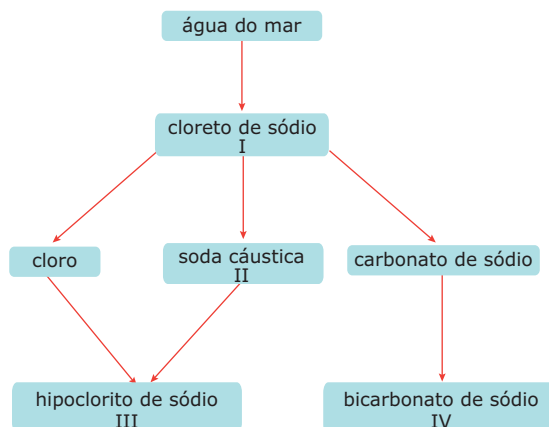 água do mar
cloreto de sódio
I
cloro
soda cáustica
II
carbonato de sódio
hipoclorito de sódio
III
bicarbonato de sódio
IV